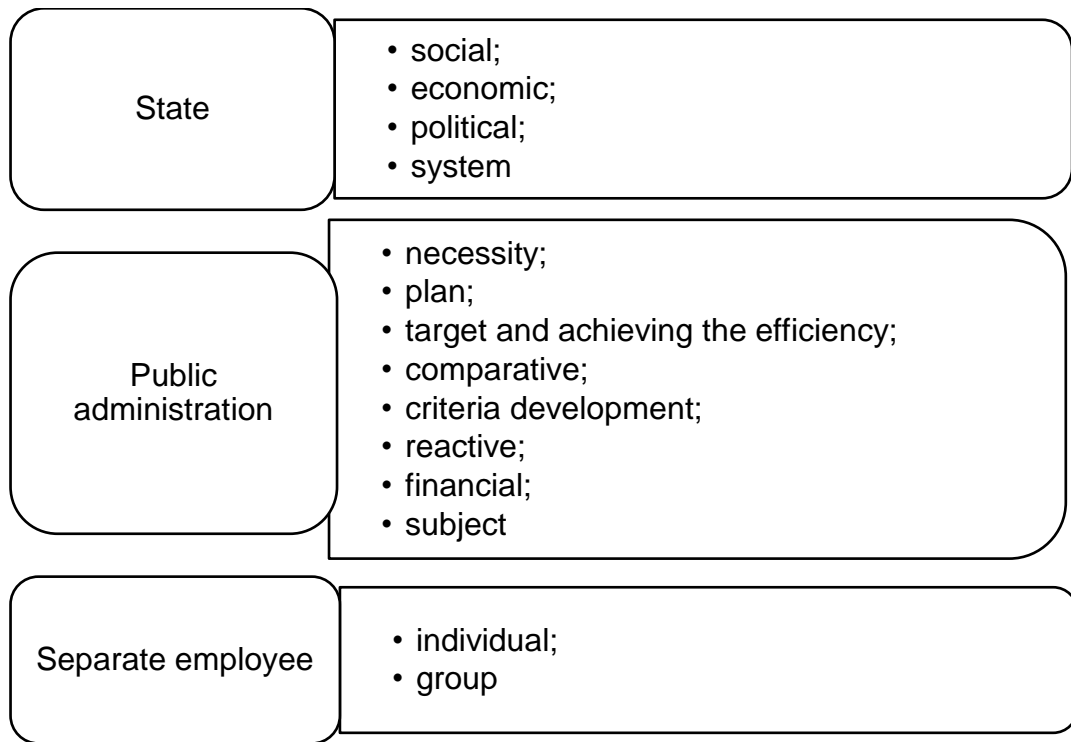 State
• social;
• economic;
• political;
• system
Public
administration
• necessity;
• plan;
• target and achieving the efficiency;
• comparative;
• criteria development;
• reactive;
• financial;
• subject
Separate employee
• individual;
• group